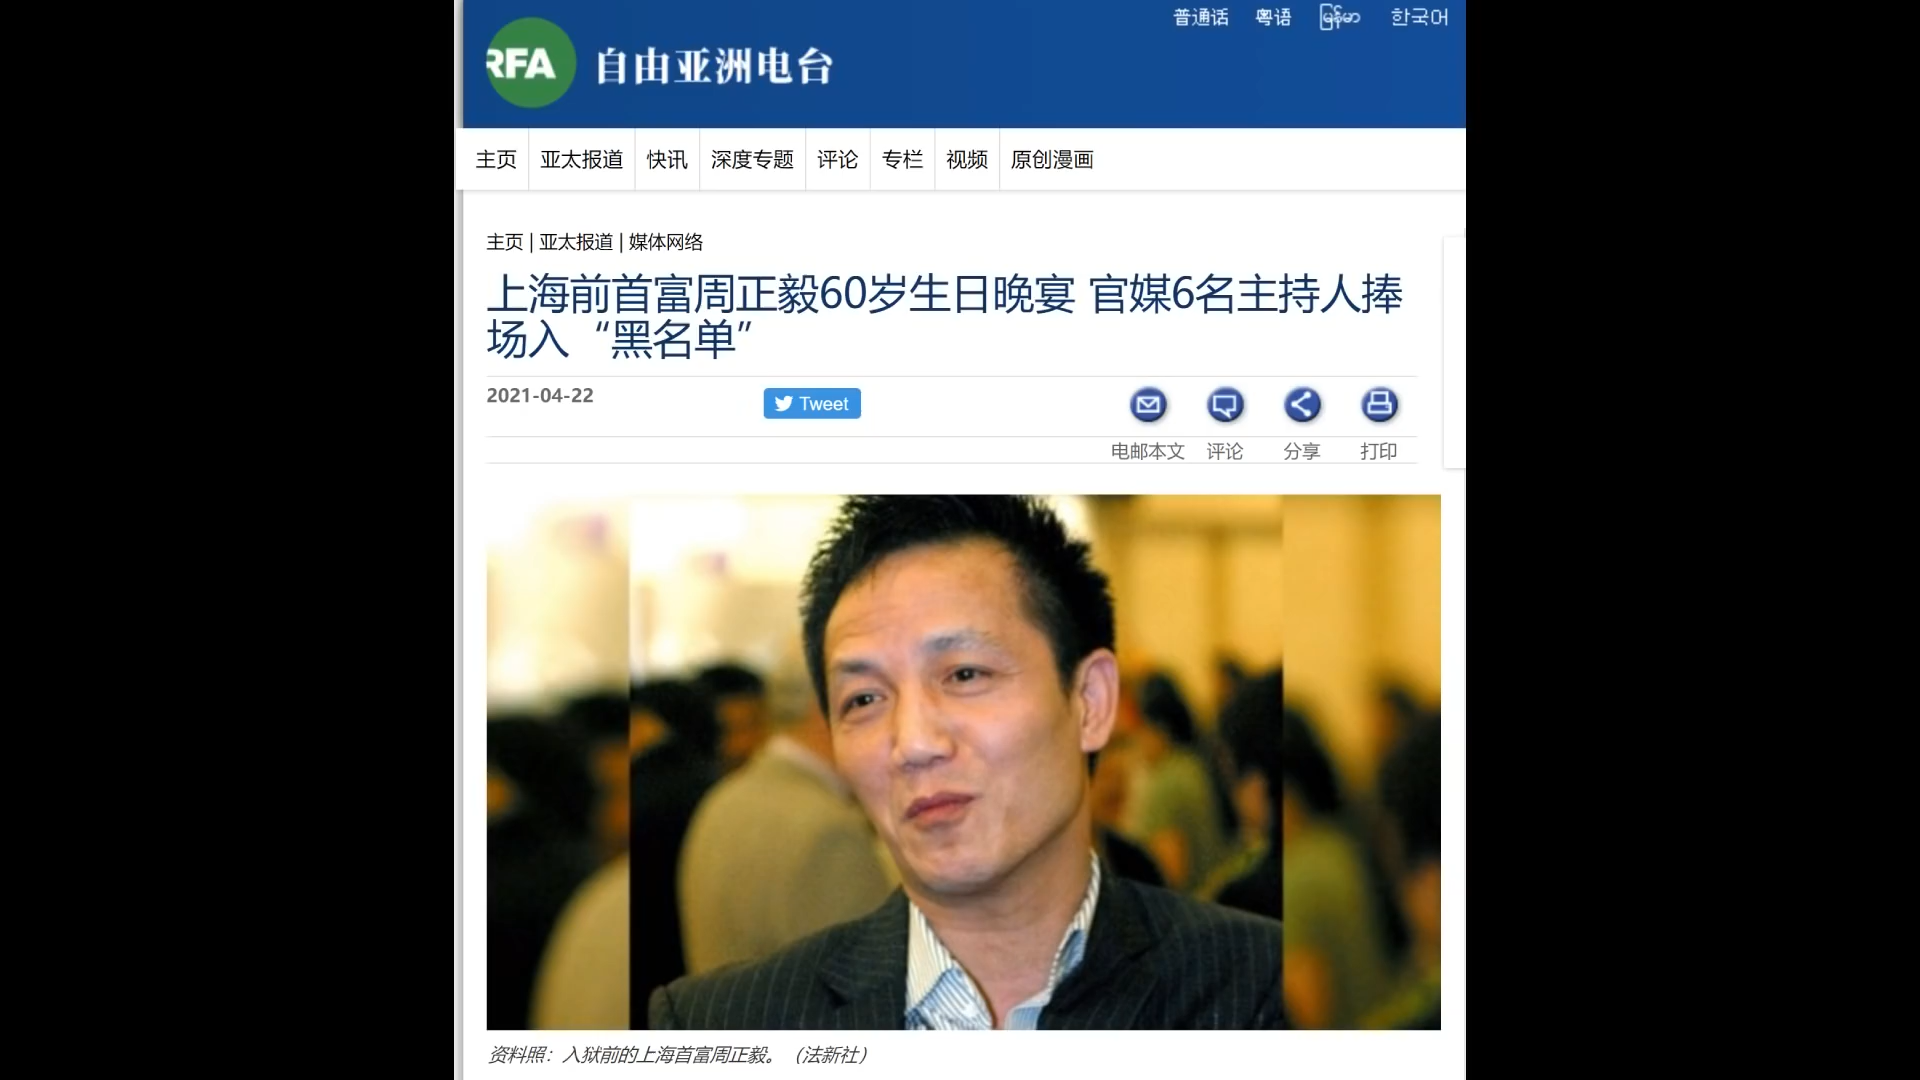 普通话 粤语 မြန်မာ 한국어
RFA 自由亚洲电台
主页 亚太报道 快讯 深度专题 评论 专栏 视频 原创漫画
主页 | 亚太报道 | 媒体网络
上海前首富周正毅60岁生日晚宴 官媒6名主持人捧
场入“黑名单”
2021-04-22
Tweet
电邮本文 评论 分享 打印
资料照：入狱前的上海首富周正毅。（法新社）